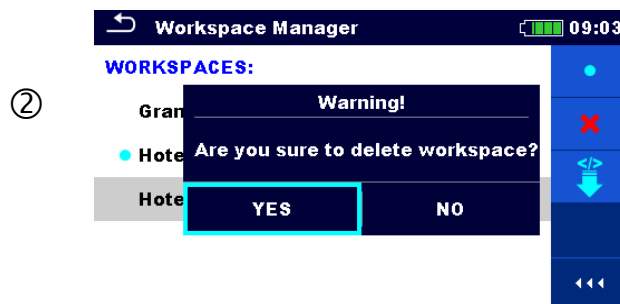 Workspace Manager 09:03
WORKSPACES:
②
Gran
Warning!
Hote
Are you sure to delete workspace?
Hote
YES NO